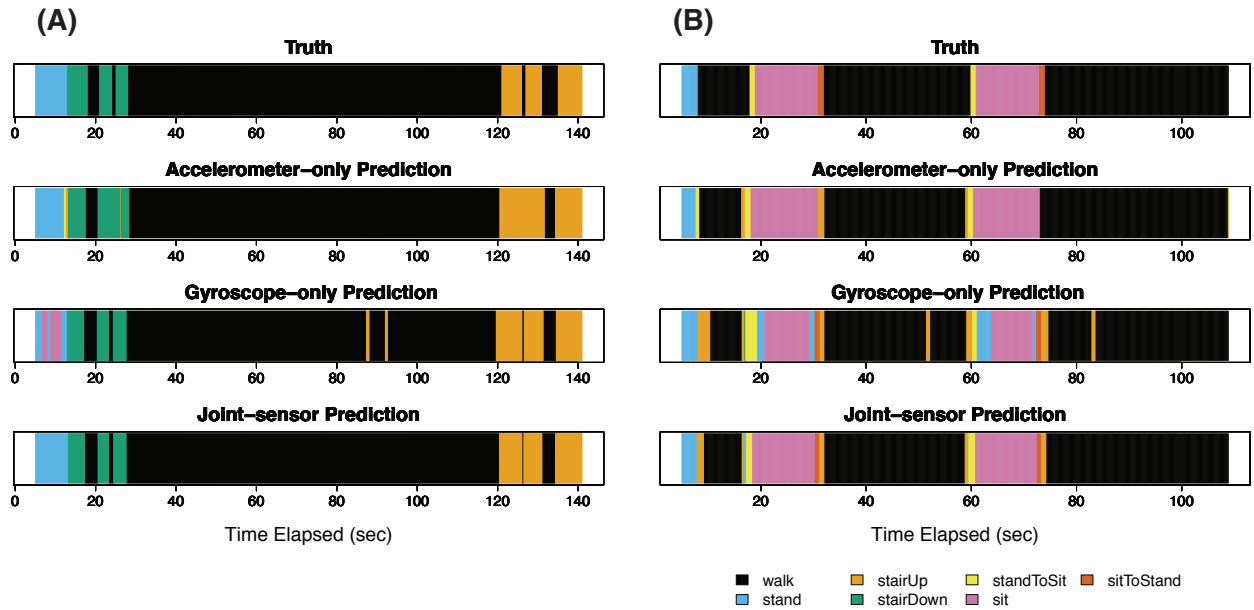 (A)
Truth
0 20 40 60 80 100 120 140
Accelerometer–only Prediction
0 20 40 60 80 100 120 140
Gyroscope–only Prediction
0 20 40 60 80 100 120 140
Joint–sensor Prediction
0 20 40 60 80 100 120 140
Time Elapsed (sec)
(B)
Truth
20 40 60 80 100
Accelerometer–only Prediction
20 40 60 80 100
Gyroscope–only Prediction
20 40 60 80 100
Joint–sensor Prediction
20 40 60 80 100
Time Elapsed (sec)
walk stairUp standToSit sitToStand
stand stairDown sit